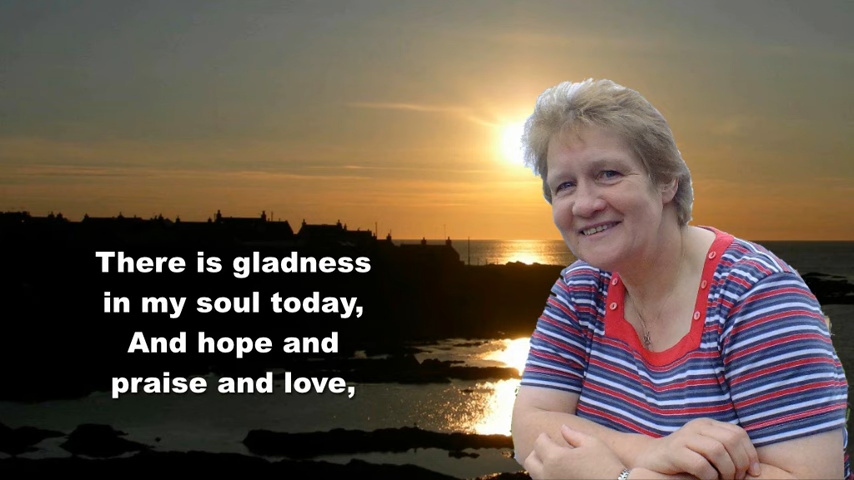 There is gladness
in my soul today,
And hope and
praise and love,